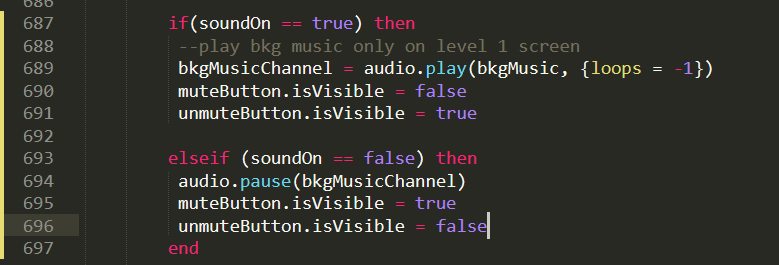 686
687 if(soundOn == true) then
688 --play bkg music only on level 1 screen
689 bkgMusicChannel = audio.play(bkgMusic, {loops = -1})
690 muteButton.isVisible = false
691 unmuteButton.isVisible = true
692
693 elseif (soundOn == false) then
694 audio.pause(bkgMusicChannel)
695 muteButton.isVisible = true
696 unmuteButton.isVisible = false
697 end